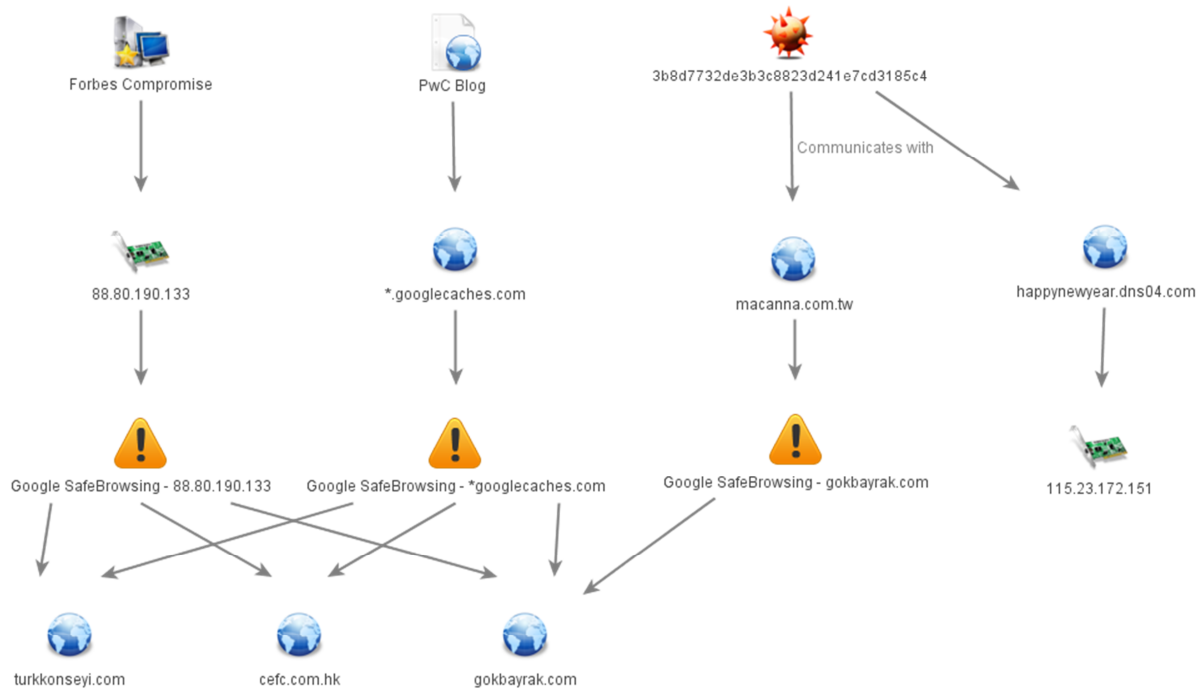 Forbes Compromise
PwC Blog
3b8d7732de3b3c8823d241e7cd3185c4
Communicates with
88.80.190.133
*.googlecaches.com
macanna.com.tw
happynewyear.dns04.com
Google SafeBrowsing - 88.80.190.133
Google SafeBrowsing - *googlecaches.com
Google SafeBrowsing - gokbayrak.com
115.23.172.151
turkkonseyi.com
cefc.com.hk
gokbayrak.com